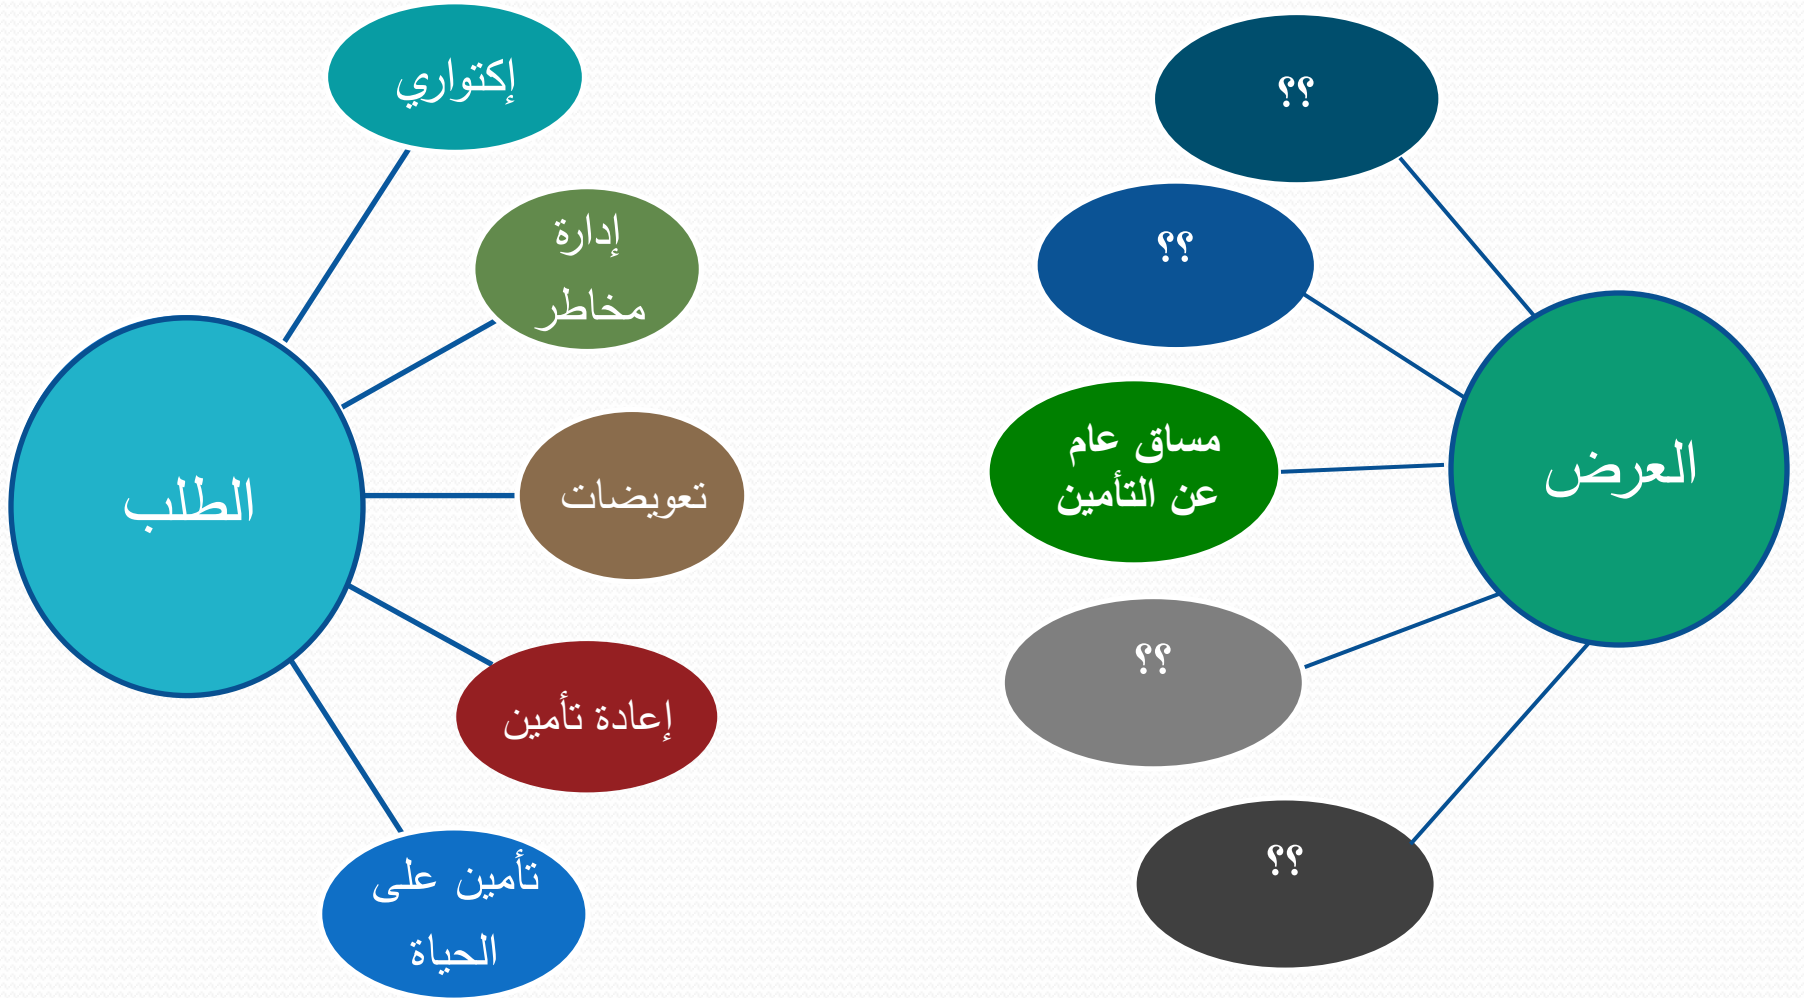 العرض
؟؟
؟؟
مساق عام
عن التأمين
؟؟
؟؟
الطلب
إكتواري
إدارة
مخاطر
تعويضات
إعادة تأمين
تأمين على
الحياة